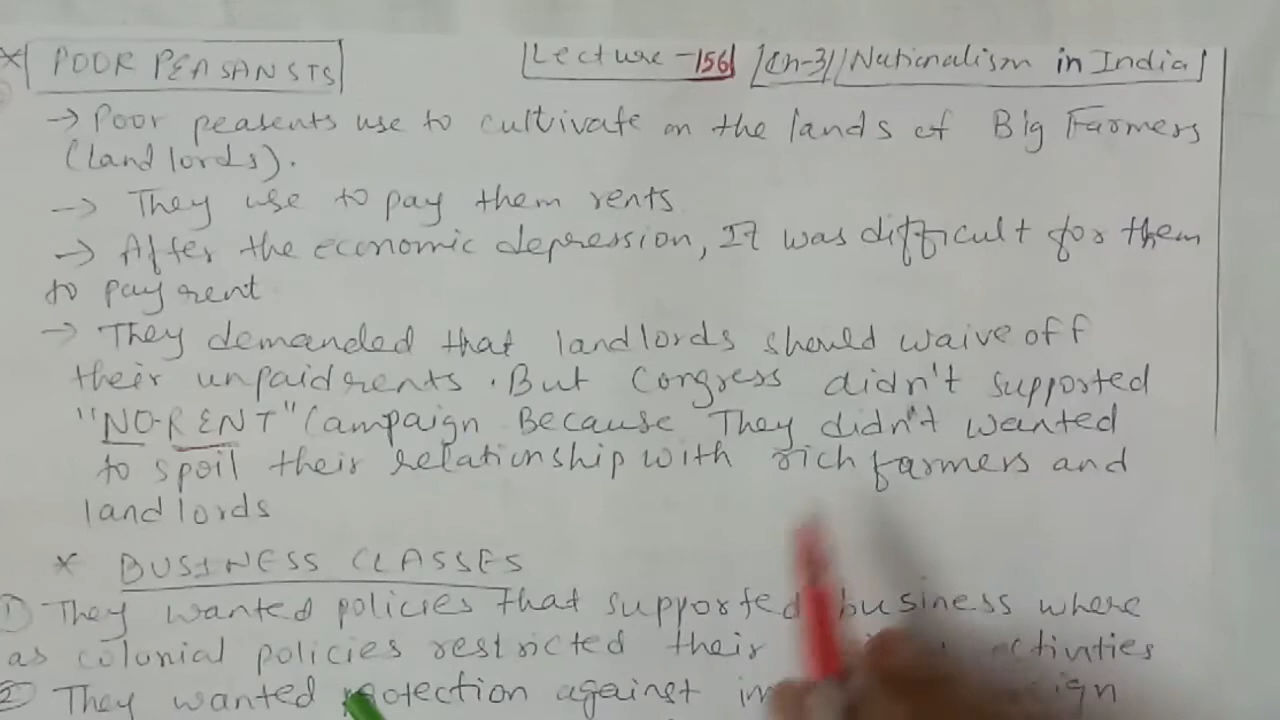 * POOR PEASANSTS
Lecture -156 Ch-3 Nationalism in India
→ Poor peasents use to cultivate on the lands of Big Farmers
(Land lords).
→ They use to pay them rents
→ After the economic depression, It was difficult for them
to pay rent
→ They demanded that landlords should waive off
their unpaid rents. But Congress didn't supported
"NO-RENT" Campaign Because They didn't wanted
to spoil their relationship with rich farmers and
landlords
* BUSINESS CLASSES
1) They wanted policies that supported business where
as colonial policies restricted their
2) They wanted protection against